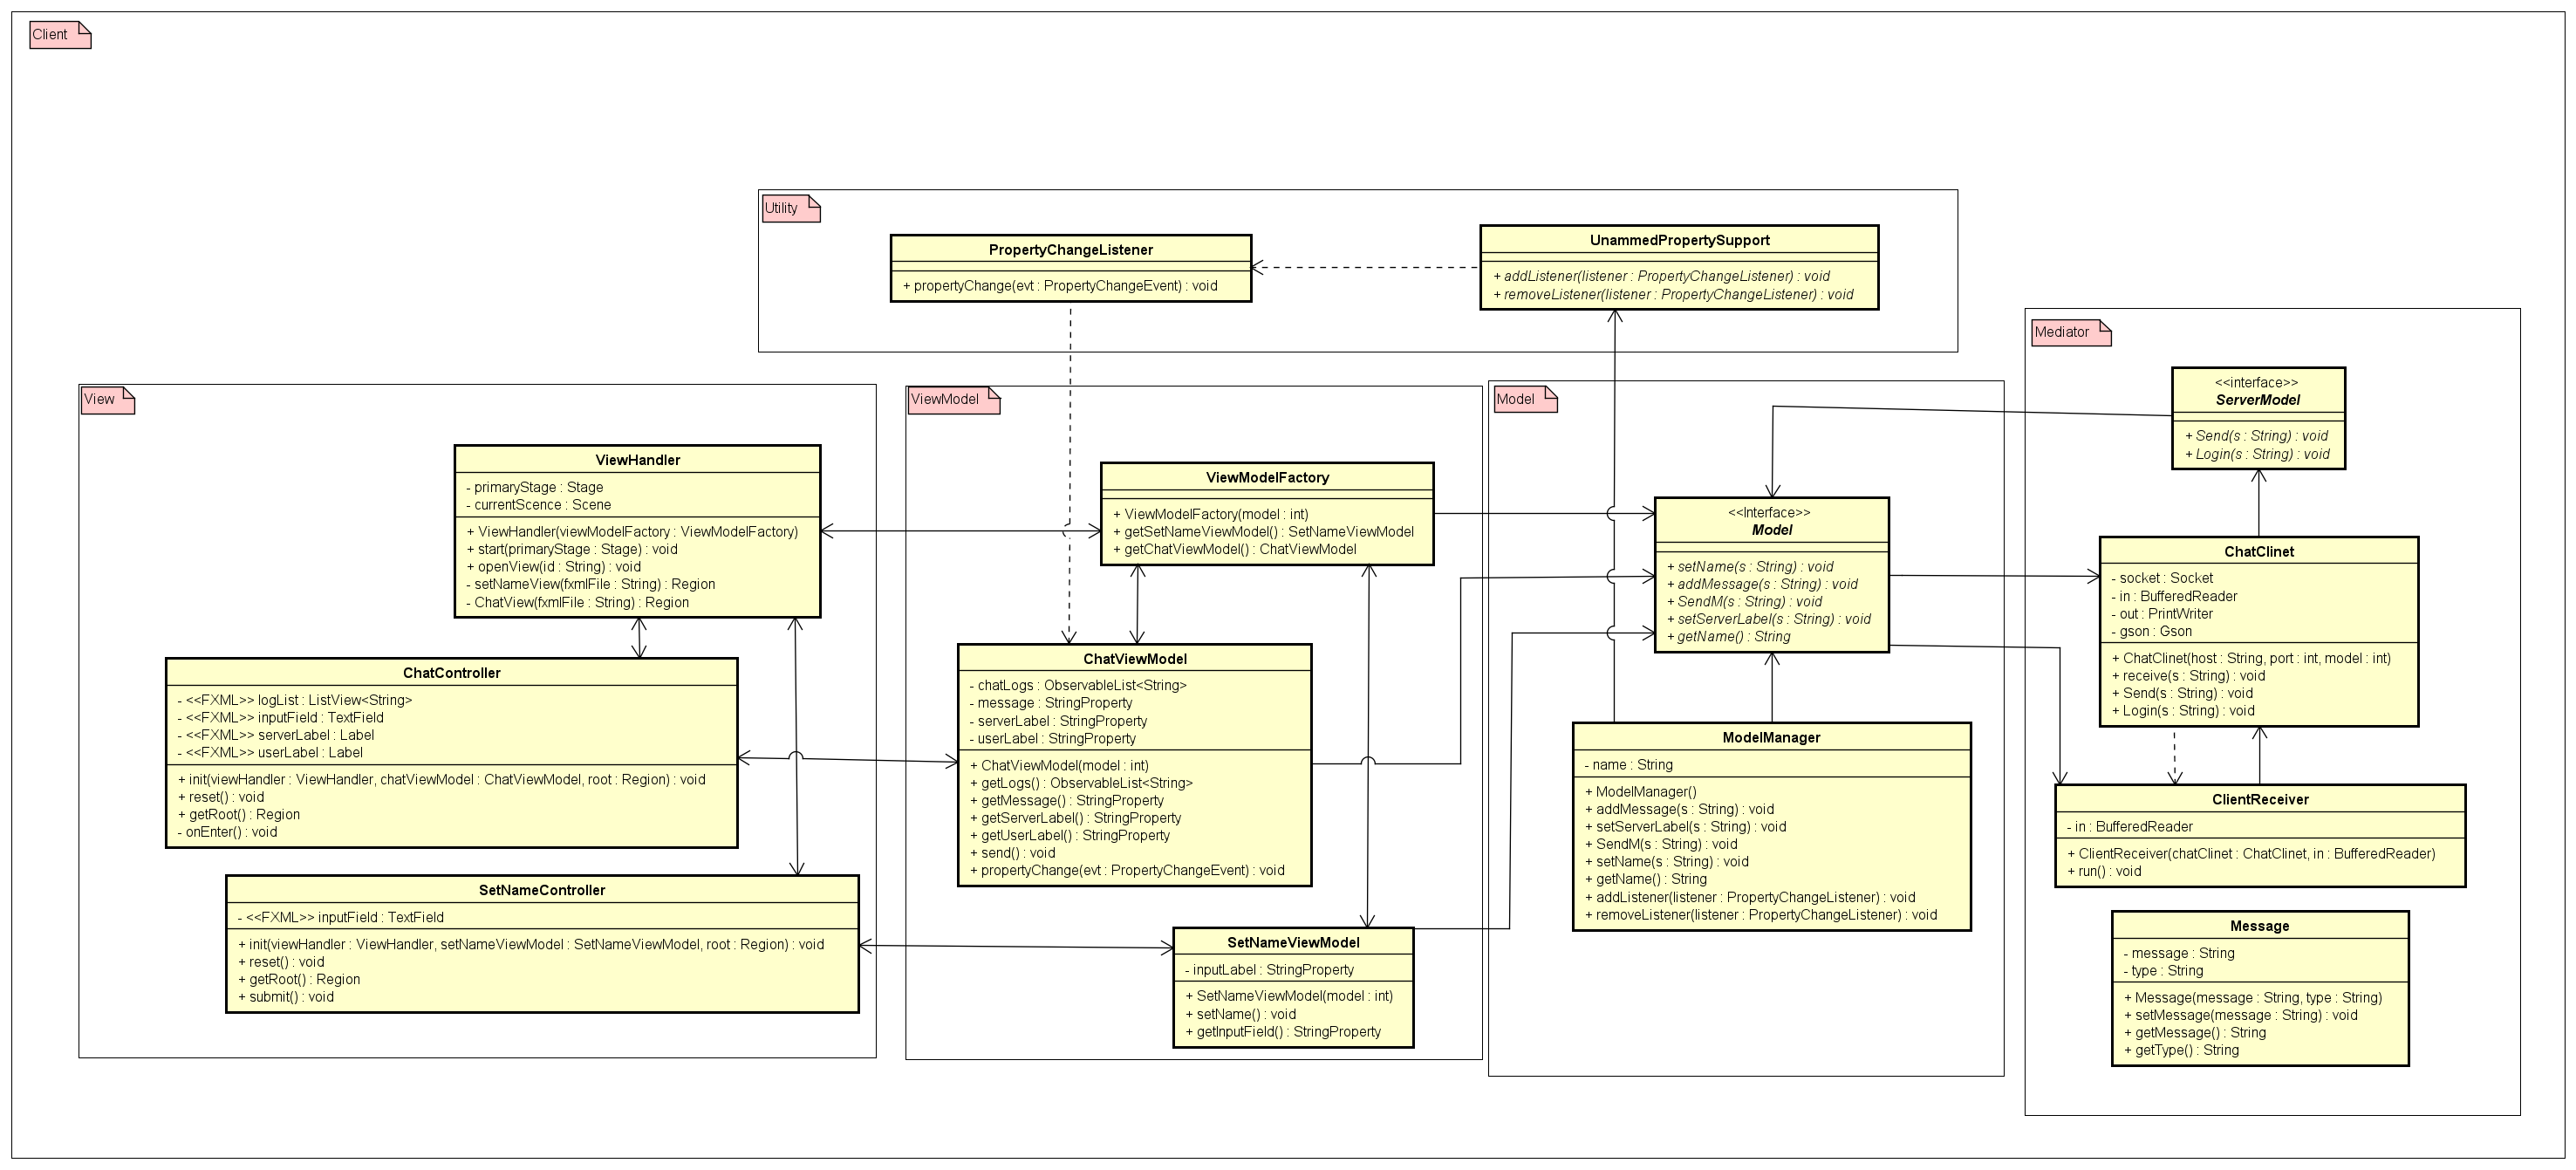 Client
Utility
PropertyChangeListener
+ propertyChange(evt : PropertyChangeEvent) : void
UnammedPropertySupport
+ addListener(listener : PropertyChangeListener) : void
+ removeListener(listener : PropertyChangeListener) : void
View
ViewHandler
- primaryStage : Stage
- currentScence : Scene
+ ViewHandler(viewModelFactory : ViewModelFactory)
+ start(primaryStage : Stage) : void
+ openView(id : String) : void
- setNameView(fxmlFile : String) : Region
- ChatView(fxmlFile : String) : Region
ChatController
- <<FXML>> logList : ListView<String>
- <<FXML>> inputField : TextField
- <<FXML>> serverLabel : Label
- <<FXML>> userLabel : Label
+ init(viewHandler : ViewHandler, chatViewModel : ChatViewModel, root : Region) : void
+ reset() : void
+ getRoot() : Region
- onEnter() : void
SetNameController
- <<FXML>> inputField : TextField
+ init(viewHandler : ViewHandler, setNameViewModel : SetNameViewModel, root : Region) : void
+ reset() : void
+ getRoot() : Region
+ submit() : void
ViewModel
ViewModelFactory
+ ViewModelFactory(model : int)
+ getSetNameViewModel() : SetNameViewModel
+ getChatViewModel() : ChatViewModel
ChatViewModel
- chatLogs : ObservableList<String>
- message : StringProperty
- serverLabel : StringProperty
- userLabel : StringProperty
+ ChatViewModel(model : int)
+ getLogs() : ObservableList<String>
+ getMessage() : StringProperty
+ getServerLabel() : StringProperty
+ getUserLabel() : StringProperty
+ send() : void
+ propertyChange(evt : PropertyChangeEvent) : void
SetNameViewModel
- inputLabel : StringProperty
+ SetNameViewModel(model : int)
+ setName() : void
+ getInputField() : StringProperty
Model
<<Interface>>
Model
+ setName(s : String) : void
+ addMessage(s : String) : void
+ SendM(s : String) : void
+ setServerLabel(s : String) : void
+ getName() : String
ModelManager
- name : String
+ ModelManager()
+ addMessage(s : String) : void
+ setServerLabel(s : String) : void
+ SendM(s : String) : void
+ setName(s : String) : void
+ getName() : String
+ addListener(listener : PropertyChangeListener) : void
+ removeListener(listener : PropertyChangeListener) : void
Mediator
<<interface>>
ServerModel
+ Send(s : String) : void
+ Login(s : String) : void
ChatClinet
- socket : Socket
- in : BufferedReader
- out : PrintWriter
- gson : Gson
+ ChatClinet(host : String, port : int, model : int)
+ receive(s : String) : void
+ Send(s : String) : void
+ Login(s : String) : void
ClientReceiver
- in : BufferedReader
+ ClientReceiver(chatClinet : ChatClinet, in : BufferedReader)
+ run() : void
Message
- message : String
- type : String
+ Message(message : String, type : String)
+ setMessage(message : String) : void
+ getMessage() : String
+ getType() : String